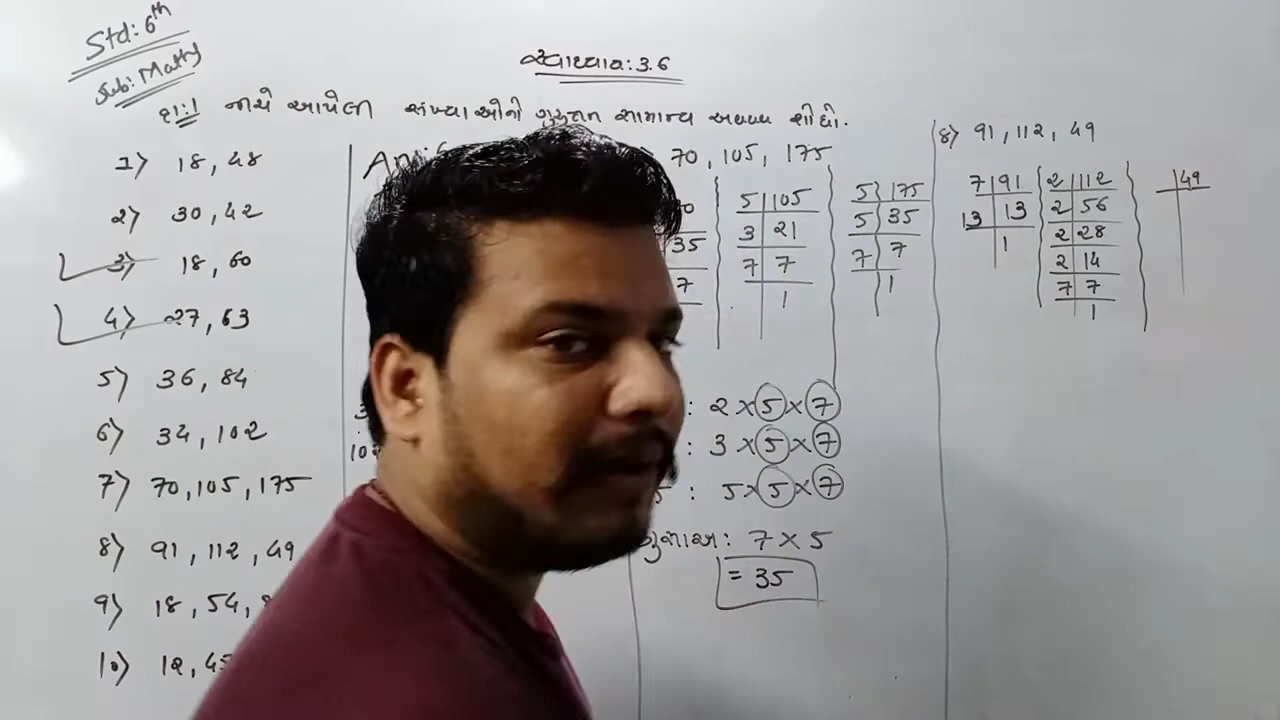 Std: 6th
Sub: Maths
સ્વાધ્યાય: 3.6
પ્ર:1 નીચે આપેલી સંખ્યાઓનો ગુરુત્તમ સામાન્ય અવયવ શોધો.
1) 18, 48
2) 30, 42
3) 18, 60
4) 27, 63
5) 36, 84
6) 34, 102
7) 70, 105, 175
8) 91, 112, 49
9) 18, 54,
10) 12, 45
Ans:
70, 105, 175
35
7
5 105
3 21
7 7
1
5 175
5 35
7 7
1
: 2 × 5 × 7
: 3 × 5 × 7
: 5 × 5 × 7
ગુસાઅ: 7 × 5
= 35
8) 91, 112, 49
7 91
13 13
1
2 112
2 56
2 28
2 14
7 7
1
49